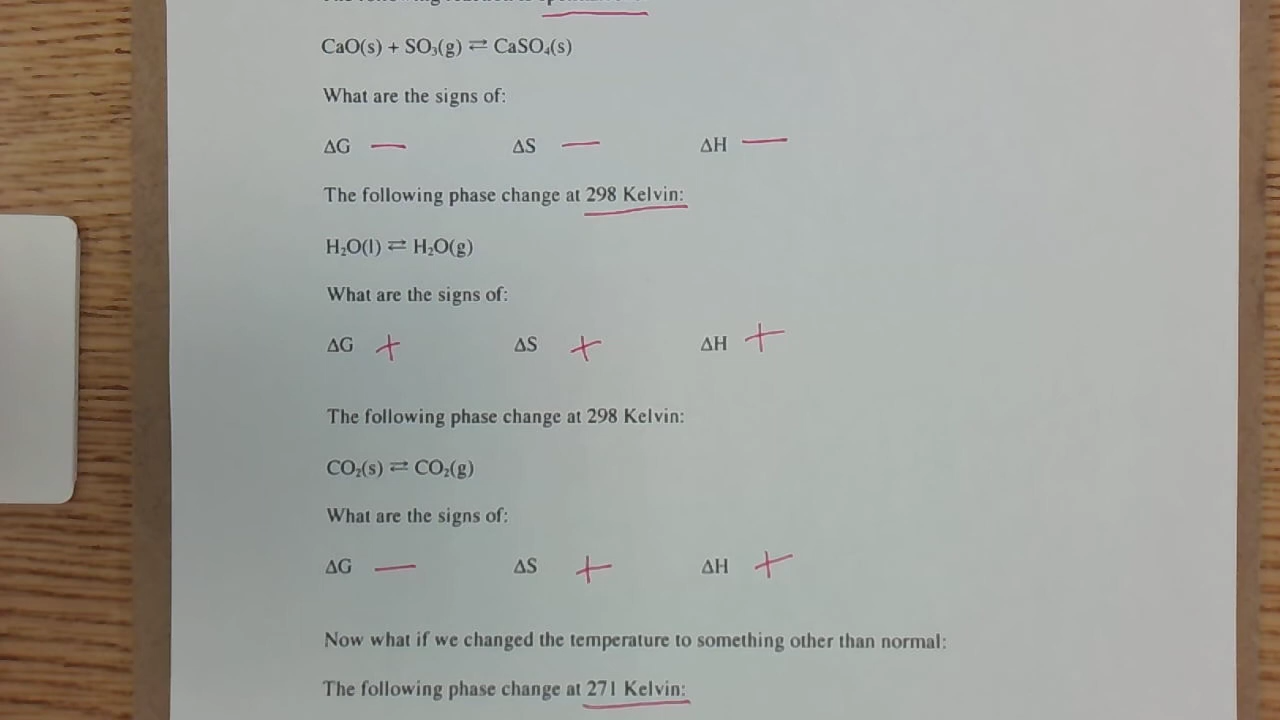 CaO(s) + SO₃(g) ⇄ CaSO₄(s)
What are the signs of:
ΔG — ΔS — ΔH —
The following phase change at 298 Kelvin:
H₂O(l) ⇄ H₂O(g)
What are the signs of:
ΔG + ΔS + ΔH +
The following phase change at 298 Kelvin:
CO₂(s) ⇄ CO₂(g)
What are the signs of:
ΔG — ΔS + ΔH +
Now what if we changed the temperature to something other than normal:
The following phase change at 271 Kelvin: